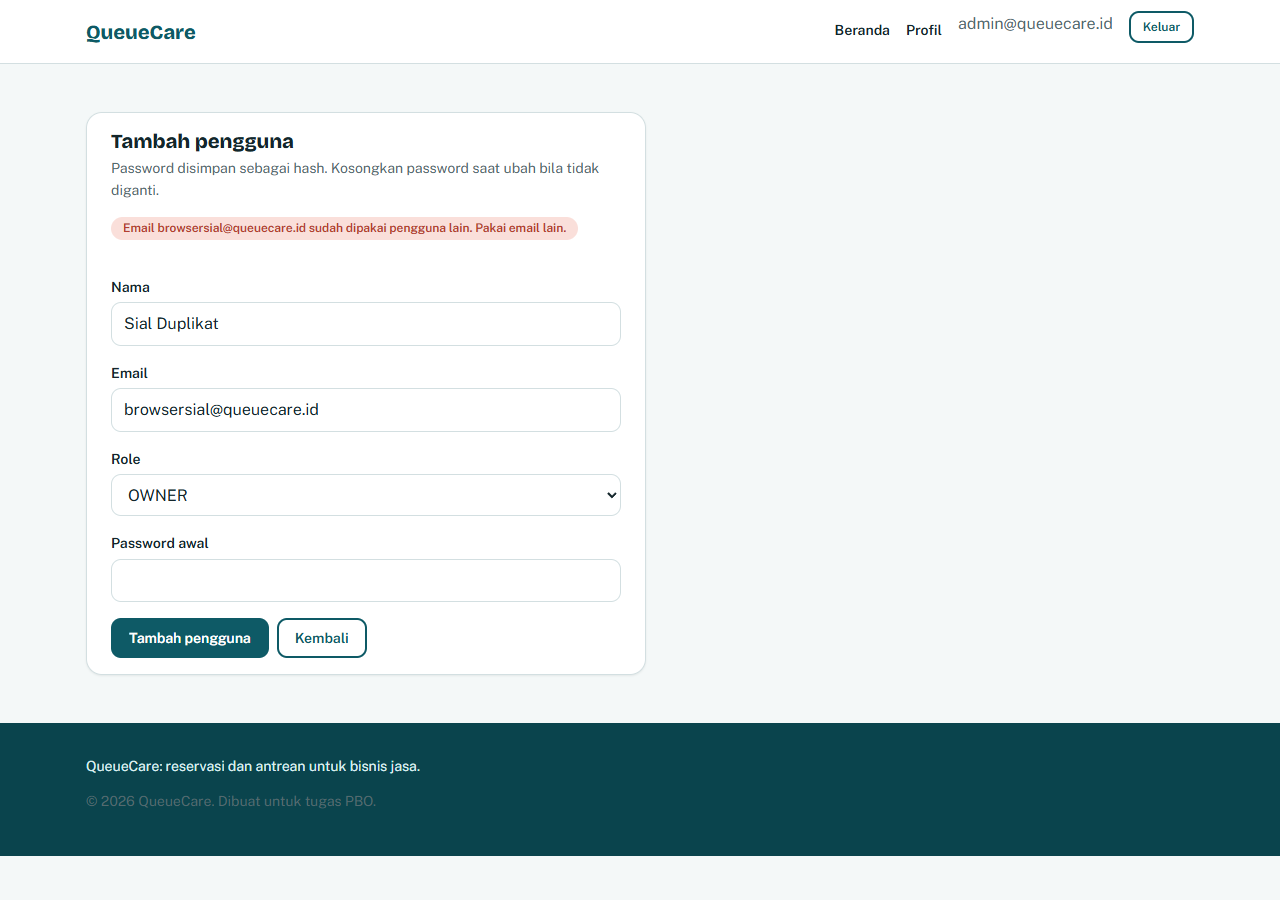 QueueCare
Beranda Profil admin@queuecare.id Keluar
Tambah pengguna
Password disimpan sebagai hash. Kosongkan password saat ubah bila tidak
diganti.
Email browsersial@queuecare.id sudah dipakai pengguna lain. Pakai email lain.
Nama
Sial Duplikat
Email
browsersial@queuecare.id
Role
OWNER
Password awal
Tambah pengguna Kembali
QueueCare: reservasi dan antrean untuk bisnis jasa.
© 2026 QueueCare. Dibuat untuk tugas PBO.